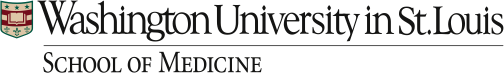 Washington University in St. Louis
SCHOOL OF MEDICINE